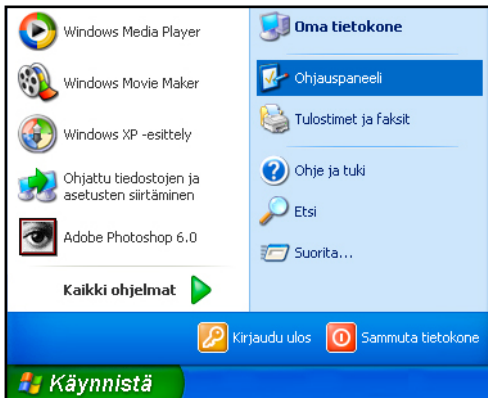 Windows Media Player
Windows Movie Maker
Windows XP -esittely
Ohjattu tiedostojen ja
asetusten siirtäminen
Adobe Photoshop 6.0
Kaikki ohjelmat
Oma tietokone
Ohjauspaneeli
Tulostimet ja faksit
Ohje ja tuki
Etsi
Suorita...
Kirjaudu ulos
Sammuta tietokone
Käynnistä